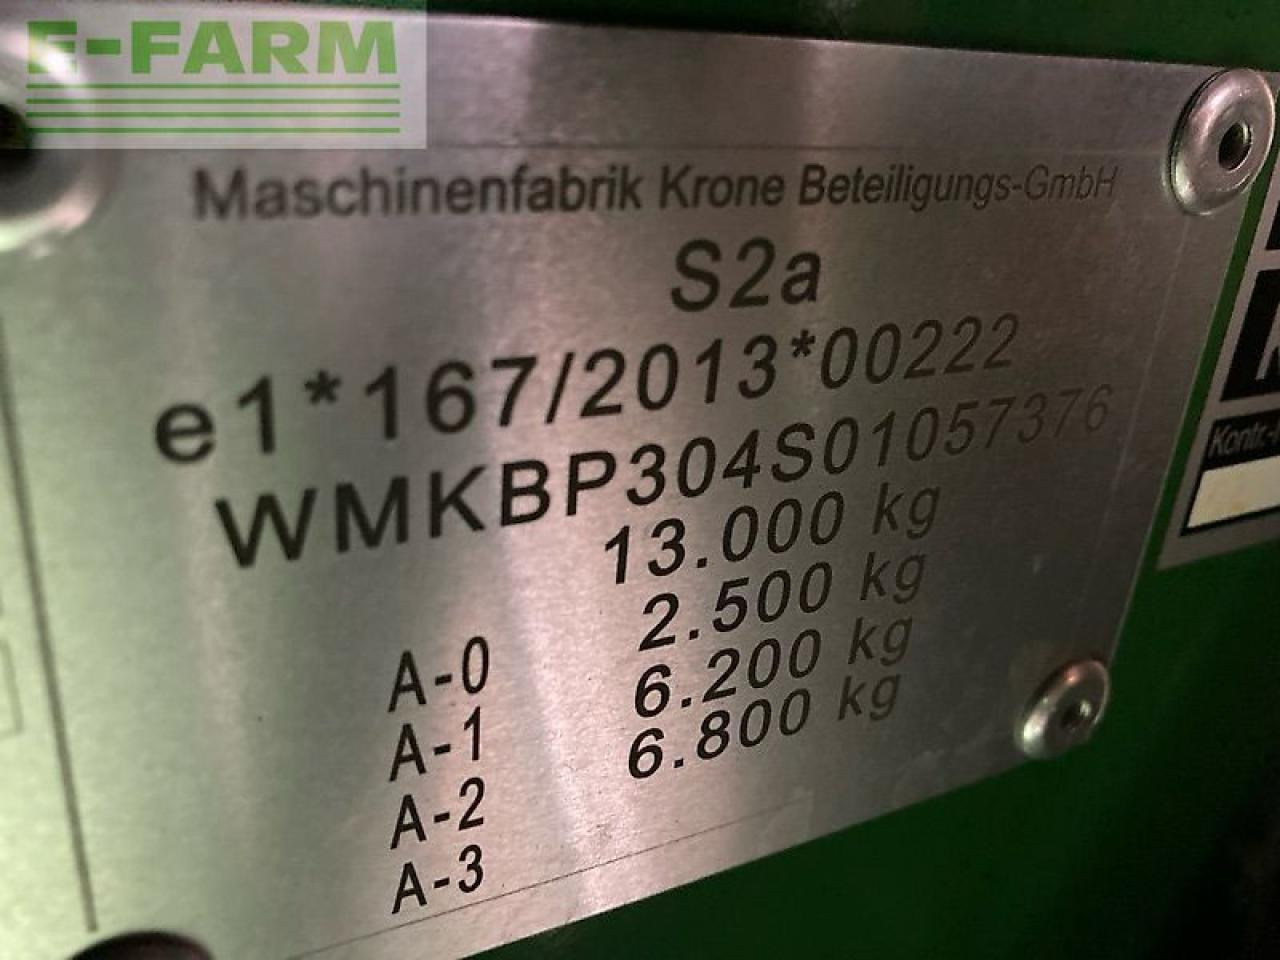 E-FARM
Maschinenfabrik Krone Beteiligungs-GmbH
S2a
e1*167/2013*00222
WMKBP304S01057376
13.000 kg
A-0 2.500 kg
A-1 6.200 kg
A-2 6.800 kg
A-3
Kontr.-